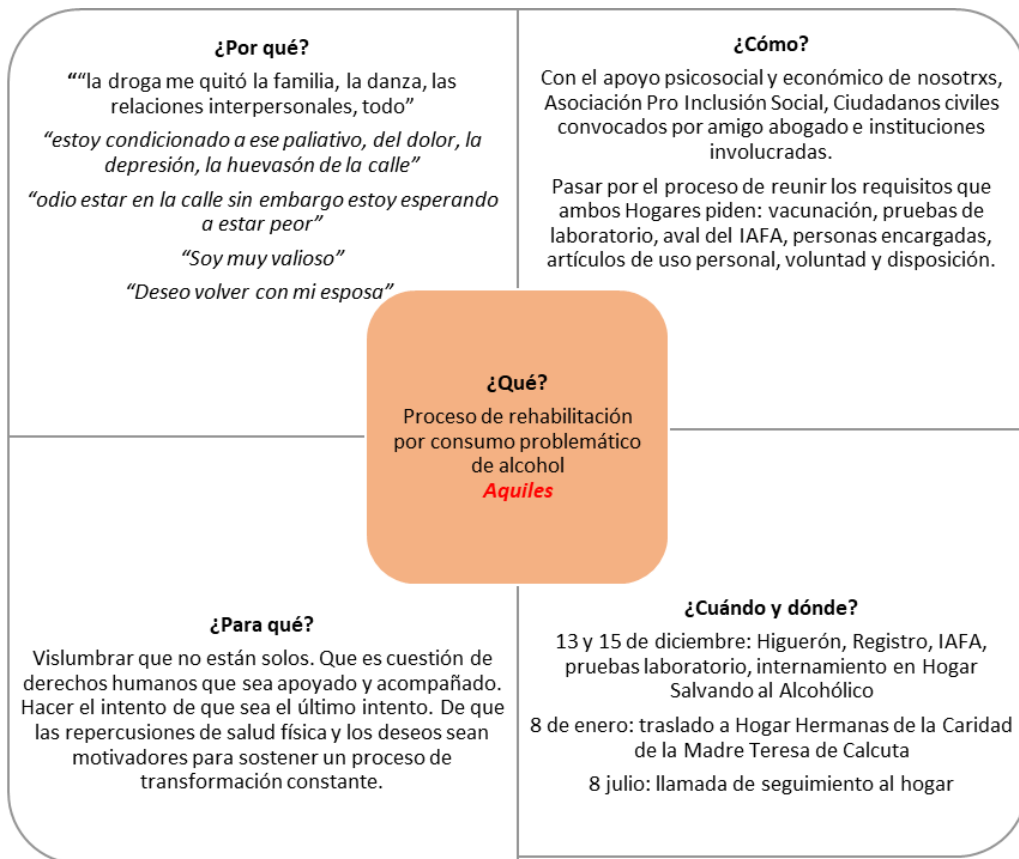 ¿Por qué?
““la droga me quitó la familia, la danza, las
relaciones interpersonales, todo”
“estoy condicionado a ese paliativo, del dolor, la
depresión, la huevasón de la calle”
“odio estar en la calle sin embargo estoy esperando
a estar peor”
“Soy muy valioso”
“Deseo volver con mi esposa”
¿Cómo?
Con el apoyo psicosocial y económico de nosotrxs,
Asociación Pro Inclusión Social, Ciudadanos civiles
convocados por amigo abogado e instituciones
involucradas.
Pasar por el proceso de reunir los requisitos que
ambos Hogares piden: vacunación, pruebas de
laboratorio, aval del IAFA, personas encargadas,
artículos de uso personal, voluntad y disposición.
¿Qué?
Proceso de rehabilitación
por consumo problemático
de alcohol
Aquiles
¿Para qué?
Vislumbrar que no están solos. Que es cuestión de
derechos humanos que sea apoyado y acompañado.
Hacer el intento de que sea el último intento. De que
las repercusiones de salud física y los deseos sean
motivadores para sostener un proceso de
transformación constante.
¿Cuándo y dónde?
13 y 15 de diciembre: Higuerón, Registro, IAFA,
pruebas laboratorio, internamiento en Hogar
Salvando al Alcohólico
8 de enero: traslado a Hogar Hermanas de la Caridad
de la Madre Teresa de Calcuta
8 julio: llamada de seguimiento al hogar